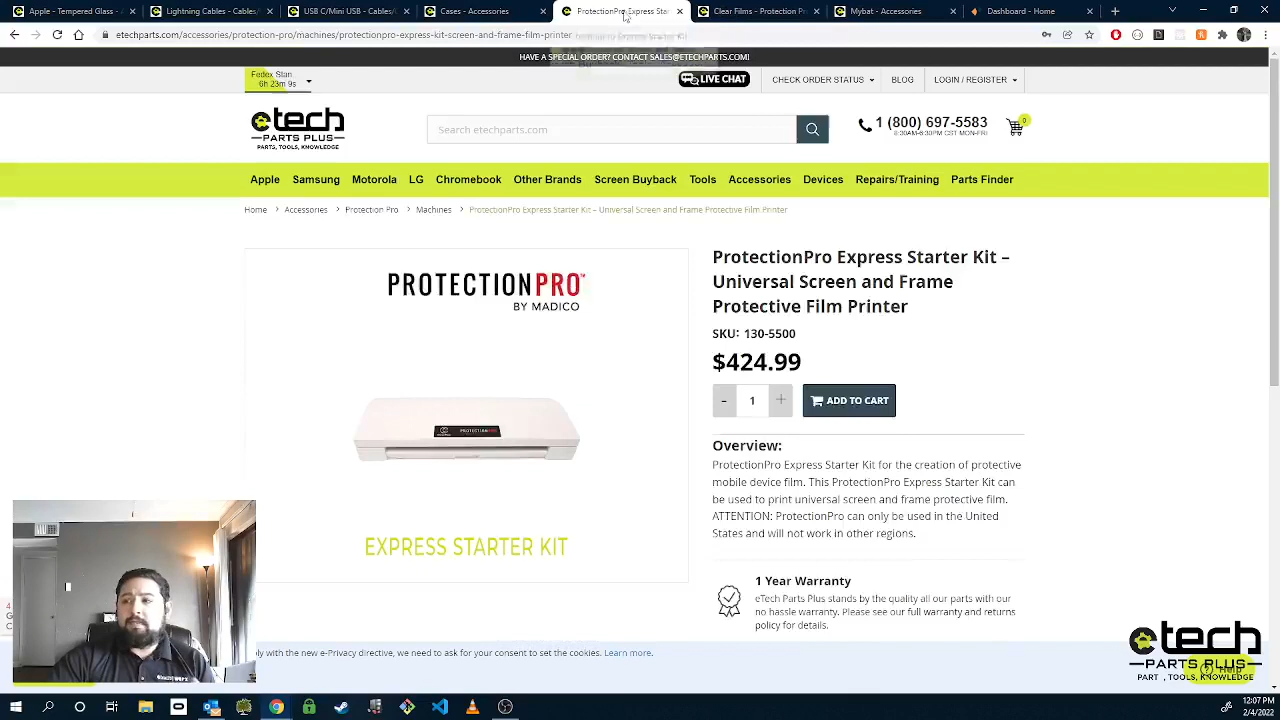 Apple - Tempered Glass - A
Lightning Cables - Cables/
USB C/Mini USB - Cables/A
Cases - Accessories
ProtectionPro Express Star
Clear Films - Protection Pro
Mybat - Accessories
Dashboard - Home
etechparts.com/accessories/protection-pro/machines/protectionpro-express-kit-screen-and-frame-film-printer
HAVE A SPECIAL ORDER? CONTACT SALES@ETECHPARTS.COM!
Fedex Stan
6h 23m 9s
LIVE CHAT
CHECK ORDER STATUS
BLOG
LOGIN / REGISTER
etech
PARTS PLUS
PARTS, TOOLS, KNOWLEDGE
Search etechparts.com
1 (800) 697-5583
8:30AM-6:30PM CST MON-FRI
0
Apple
Samsung
Motorola
LG
Chromebook
Other Brands
Screen Buyback
Tools
Accessories
Devices
Repairs/Training
Parts Finder
Home > Accessories > Protection Pro > Machines > ProtectionPro Express Starter Kit – Universal Screen and Frame Protective Film Printer
PROTECTIONPRO™
BY MADICO
PROTECTIONPRO
EXPRESS STARTER KIT
ProtectionPro Express Starter Kit –
Universal Screen and Frame
Protective Film Printer
SKU: 130-5500
$424.99
- 1 +
ADD TO CART
Overview:
ProtectionPro Express Starter Kit for the creation of protective
mobile device film. This ProtectionPro Express Starter Kit can
be used to print universal screen and frame protective film.
ATTENTION: ProtectionPro can only be used in the United
States and will not work in other regions.
1 Year Warranty
eTech Parts Plus stands by the quality all our parts with our
no hassle warranty. Please see our full warranty and returns
policy for details.
ply with the new e-Privacy directive, we need to ask for your consent to set the cookies. Learn more.
etech
PARTS PLUS
PART , TOOLS, KNOWLEDGE
Help
12:07 PM
2/4/2022